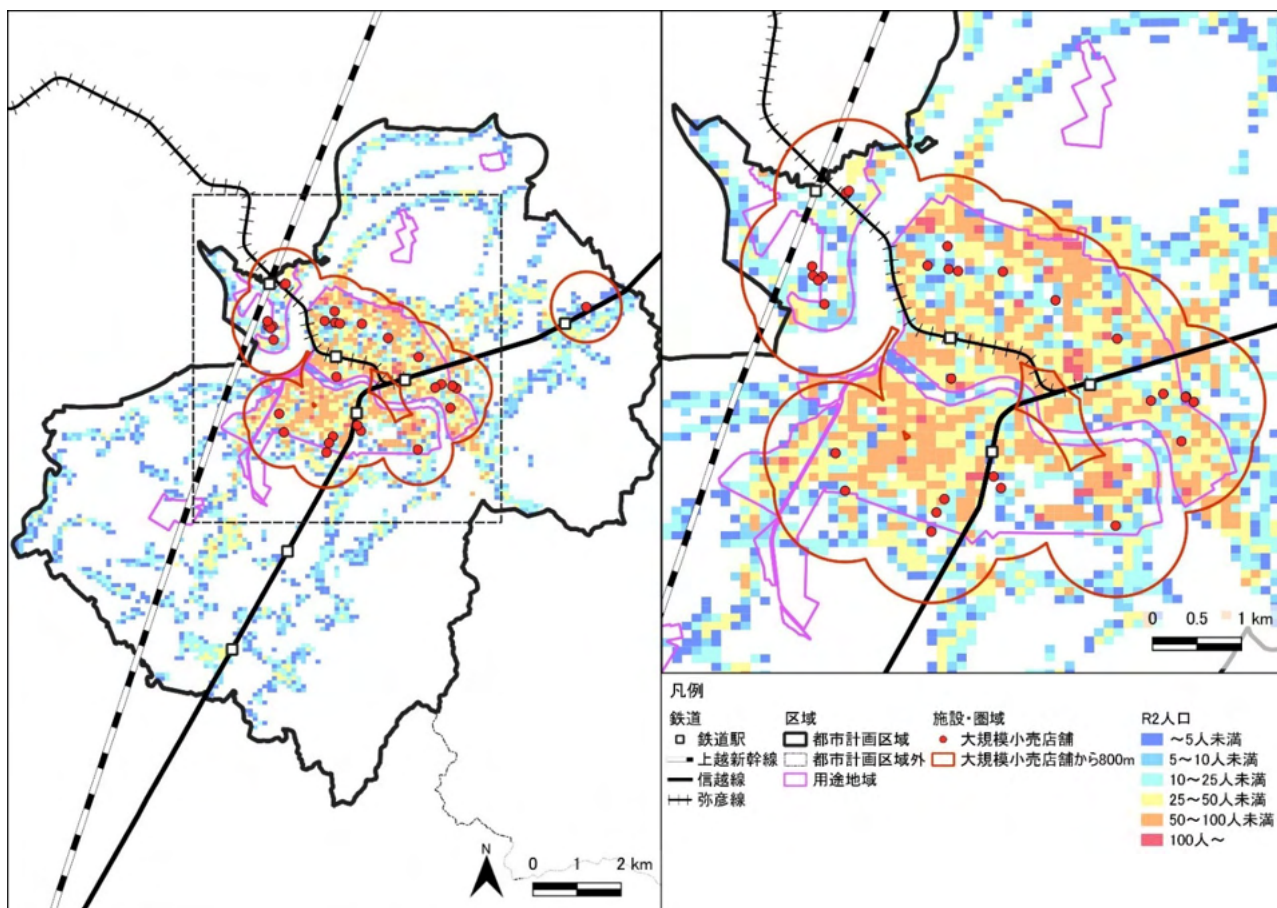 N
0 1 2 km
0 0.5 1 km
凡例
鉄道
鉄道駅
上越新幹線
信越線
弥彦線
区域
都市計画区域
都市計画区域外
用途地域
施設・圏域
大規模小売店舗
大規模小売店舗から800m
R2人口
～5人未満
5～10人未満
10～25人未満
25～50人未満
50～100人未満
100人～